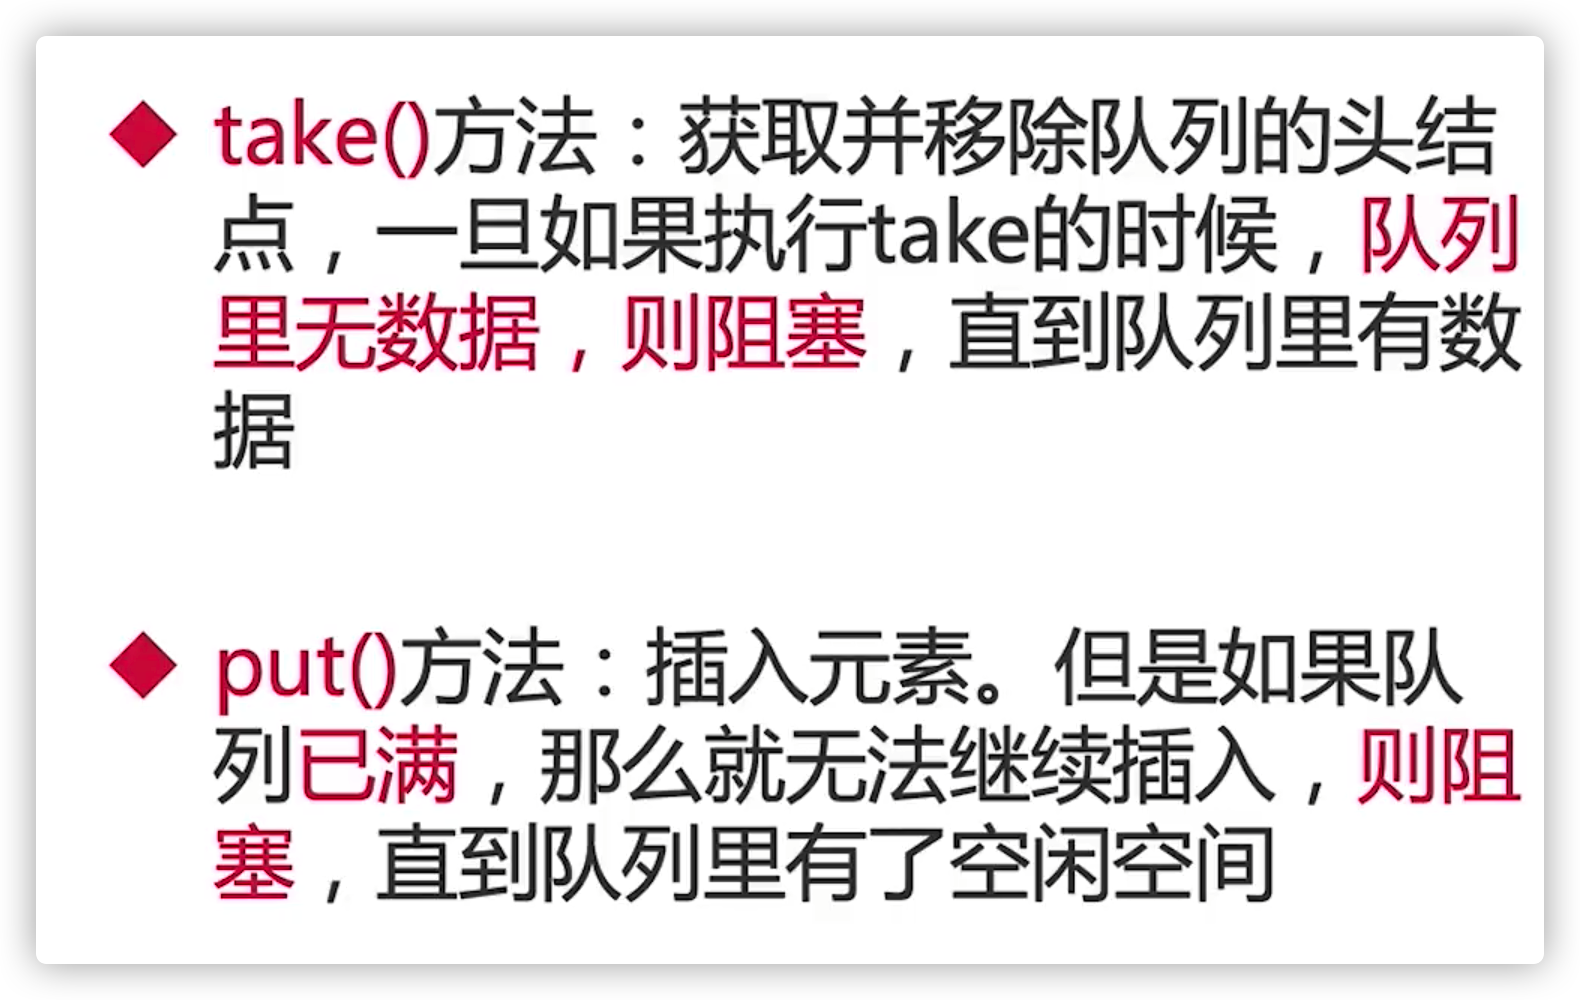 take()方法：获取并移除队列的头结
点，一旦如果执行take的时候，队列
里无数据，则阻塞，直到队列里有数
据
put()方法：插入元素。但是如果队
列已满，那么就无法继续插入，则阻
塞，直到队列里有了空闲空间